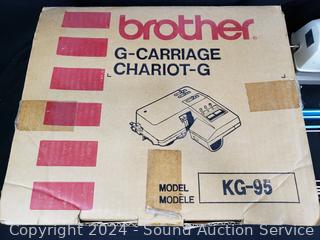 brother®
G-CARRIAGE
CHARIOT-G
MODEL
MODÈLE
KG-95
Copyright 2024 - Sound Auction Service